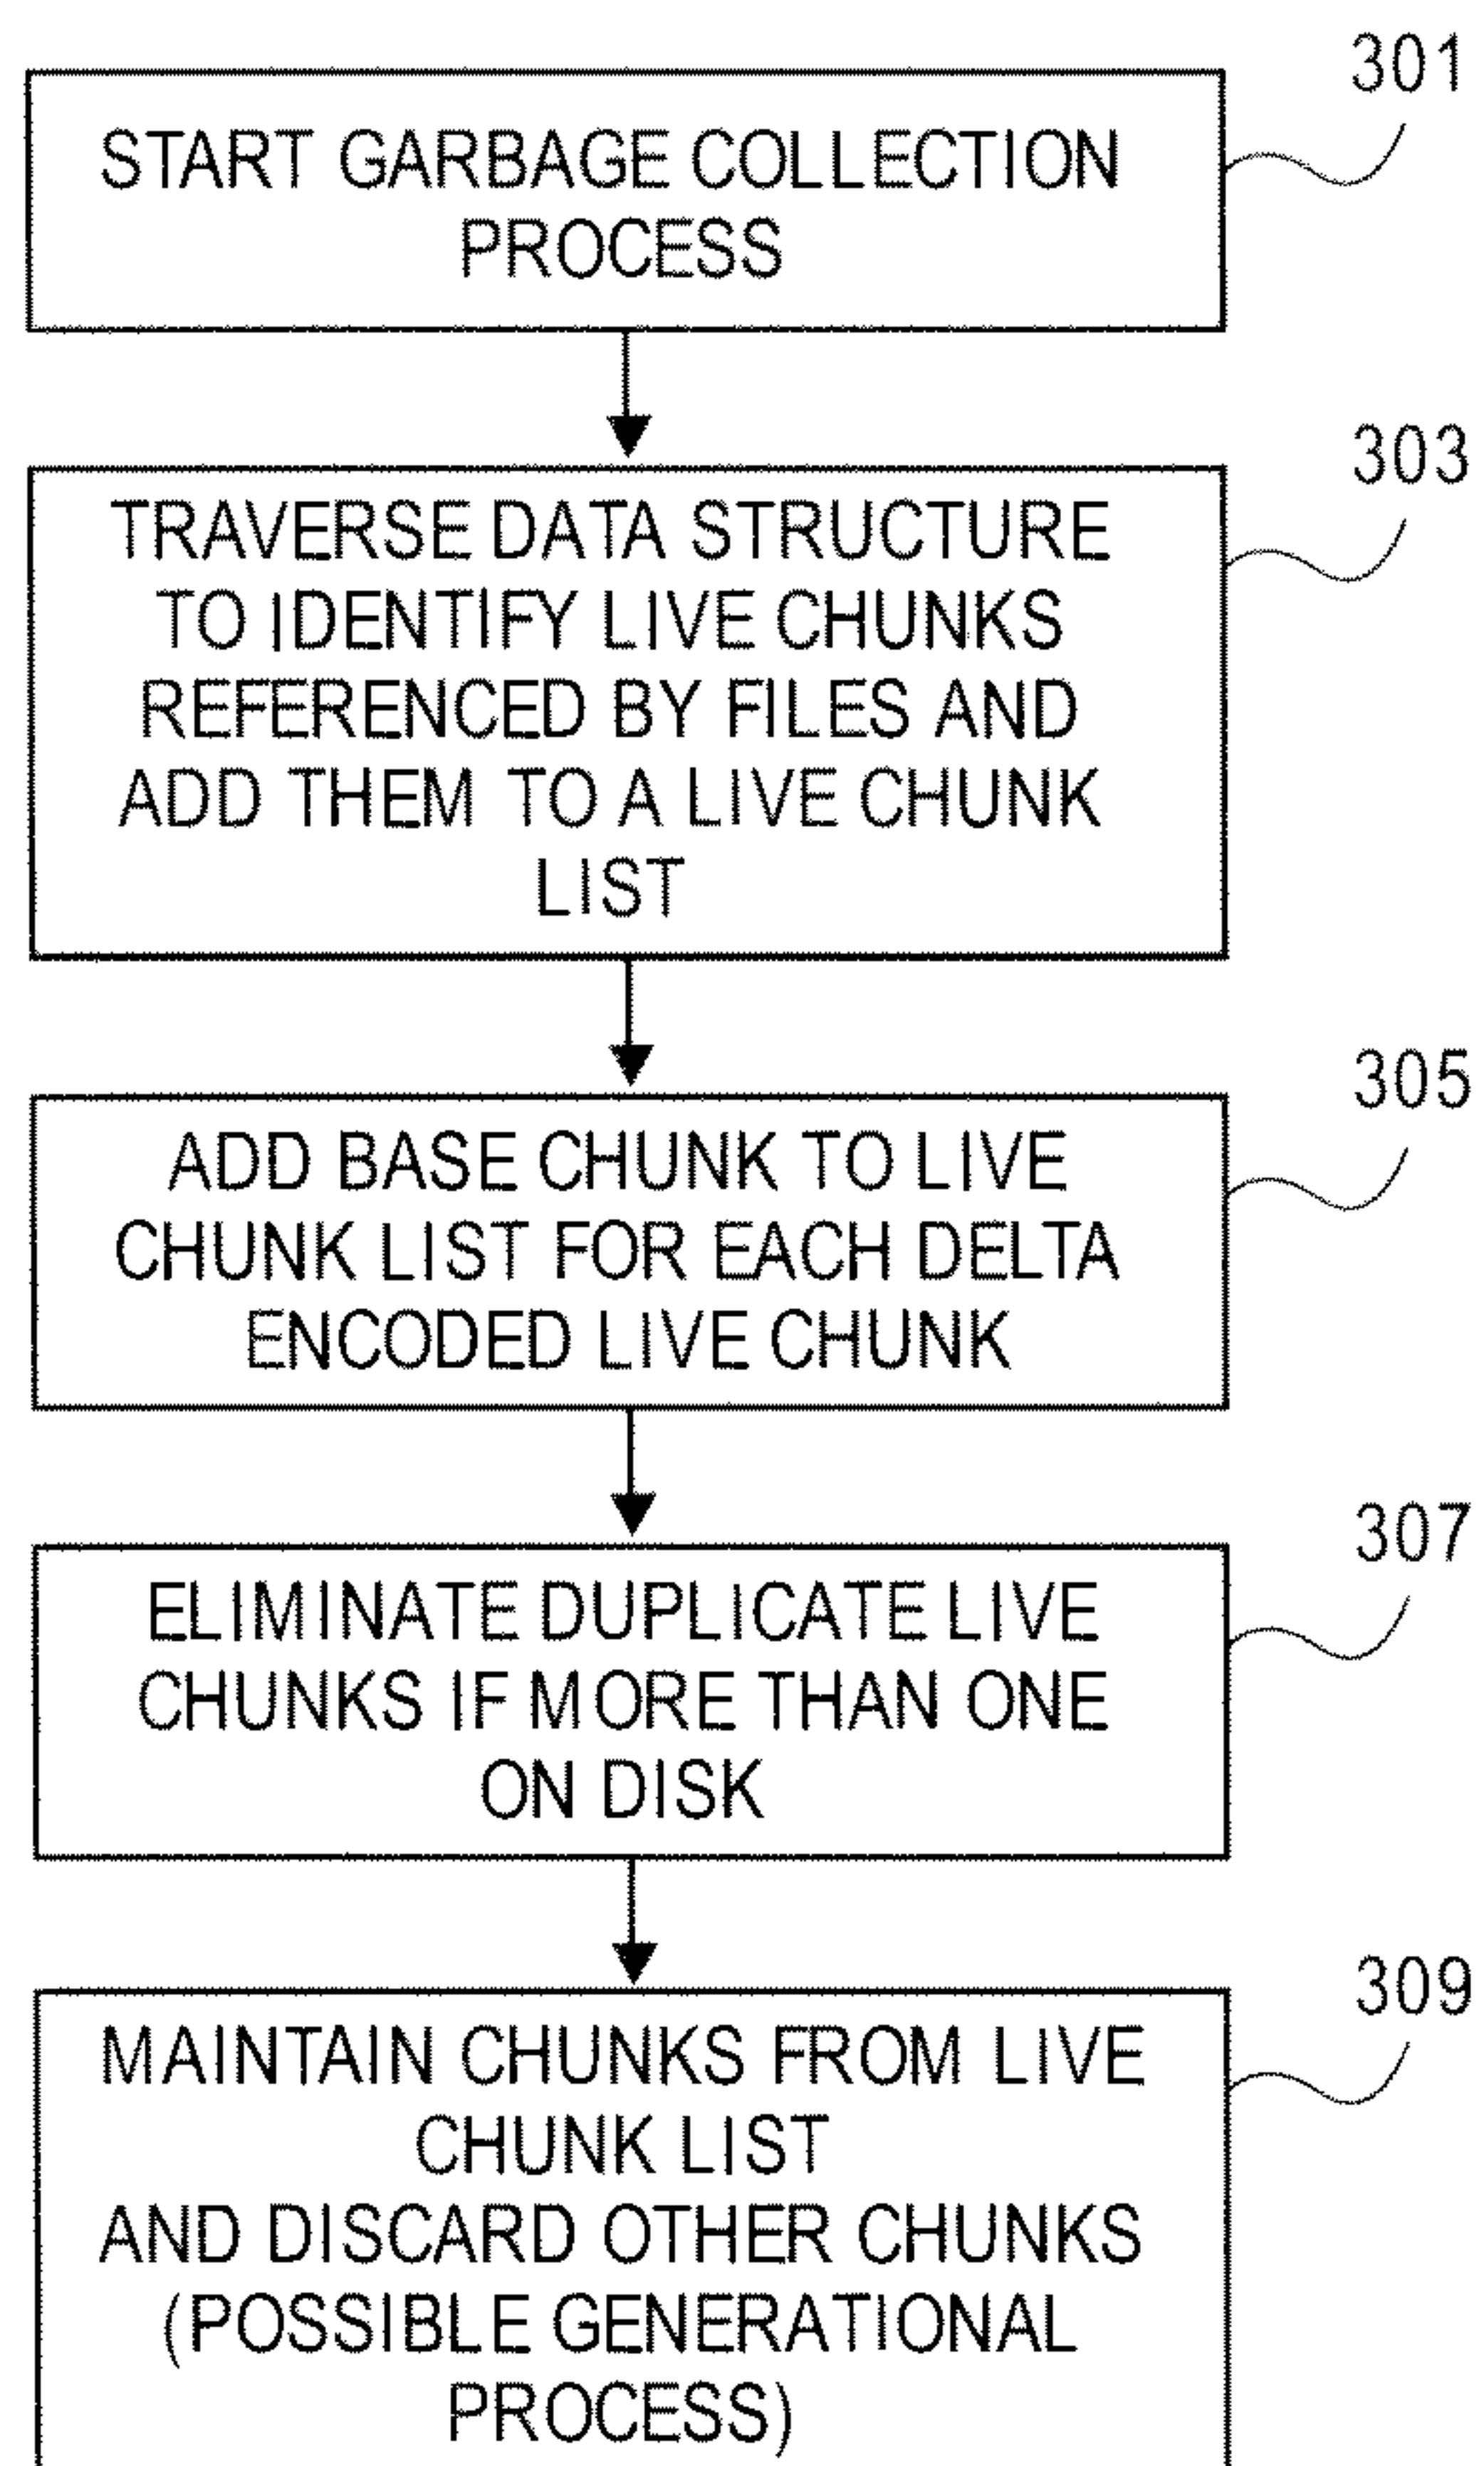 301
START GARBAGE COLLECTION
PROCESS
303
TRAVERSE DATA STRUCTURE
TO IDENTIFY LIVE CHUNKS
REFERENCED BY FILES AND
ADD THEM TO A LIVE CHUNK
LIST
305
ADD BASE CHUNK TO LIVE
CHUNK LIST FOR EACH DELTA
ENCODED LIVE CHUNK
307
ELIMINATE DUPLICATE LIVE
CHUNKS IF MORE THAN ONE
ON DISK
309
MAINTAIN CHUNKS FROM LIVE
CHUNK LIST
AND DISCARD OTHER CHUNKS
(POSSIBLE GENERATIONAL
PROCESS)